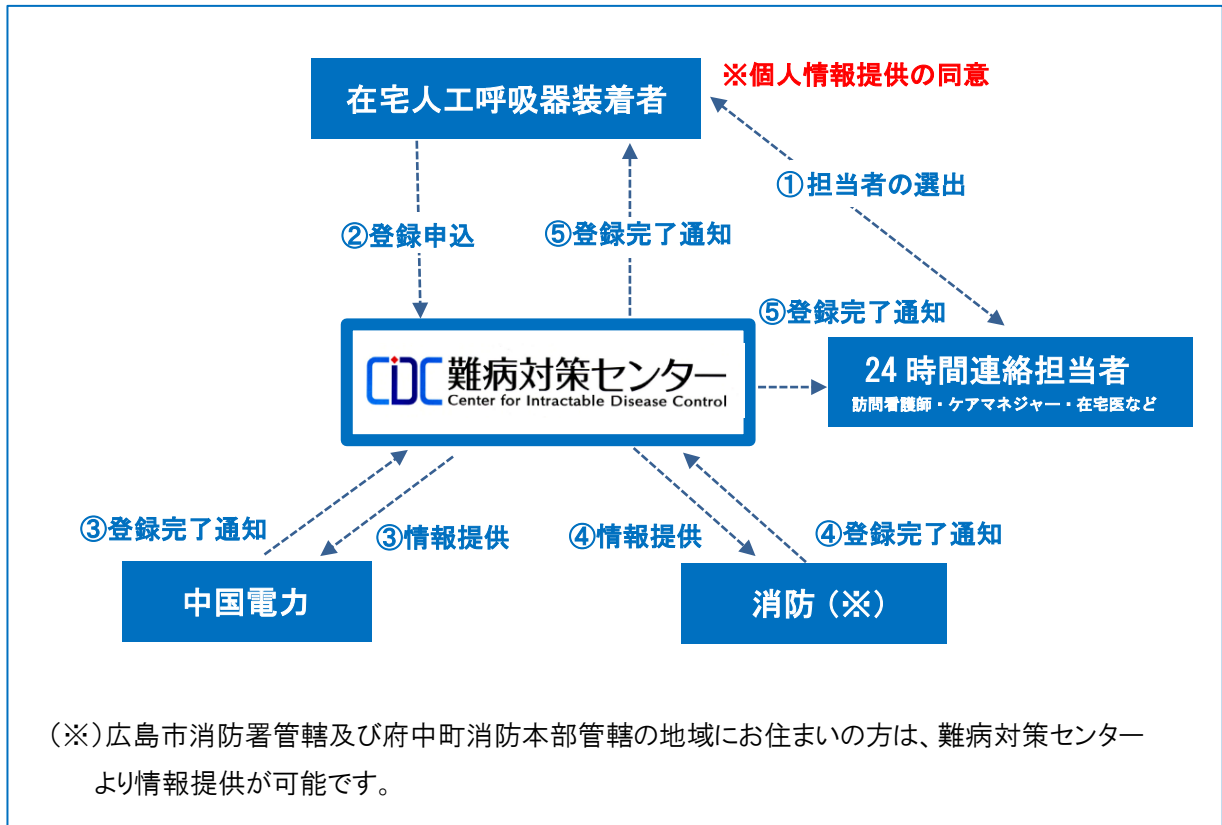 ※個人情報提供の同意
在宅人工呼吸器装着者
①担当者の選出
②登録申込
⑤登録完了通知
⑤登録完了通知
CIDC 難病対策センター
Center for Intractable Disease Control
24時間連絡担当者
訪問看護師・ケアマネジャー・在宅医など
③登録完了通知
③情報提供
④情報提供
④登録完了通知
中国電力
消防（※）
（※）広島市消防署管轄及び府中町消防本部管轄の地域にお住まいの方は、難病対策センター
より情報提供が可能です。